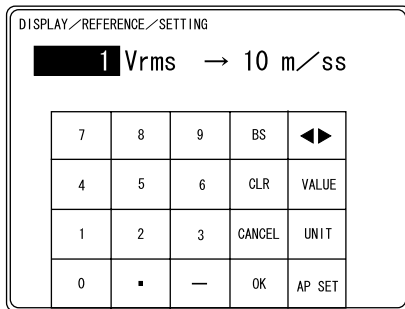 DISPLAY／REFERENCE／SETTING
1 Vrms → 10 m／ss
7 8 9 BS ◀▶
4 5 6 CLR VALUE
1 2 3 CANCEL UNIT
0 ▪ — OK AP SET